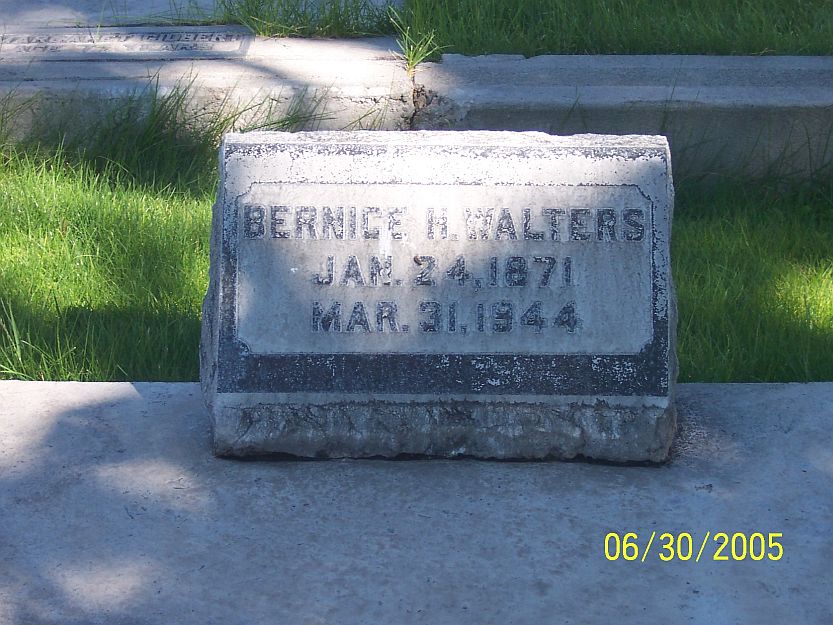 BERNICE H. WALTERS
JAN. 24, 1871
MAR. 31, 1944
06/30/2005